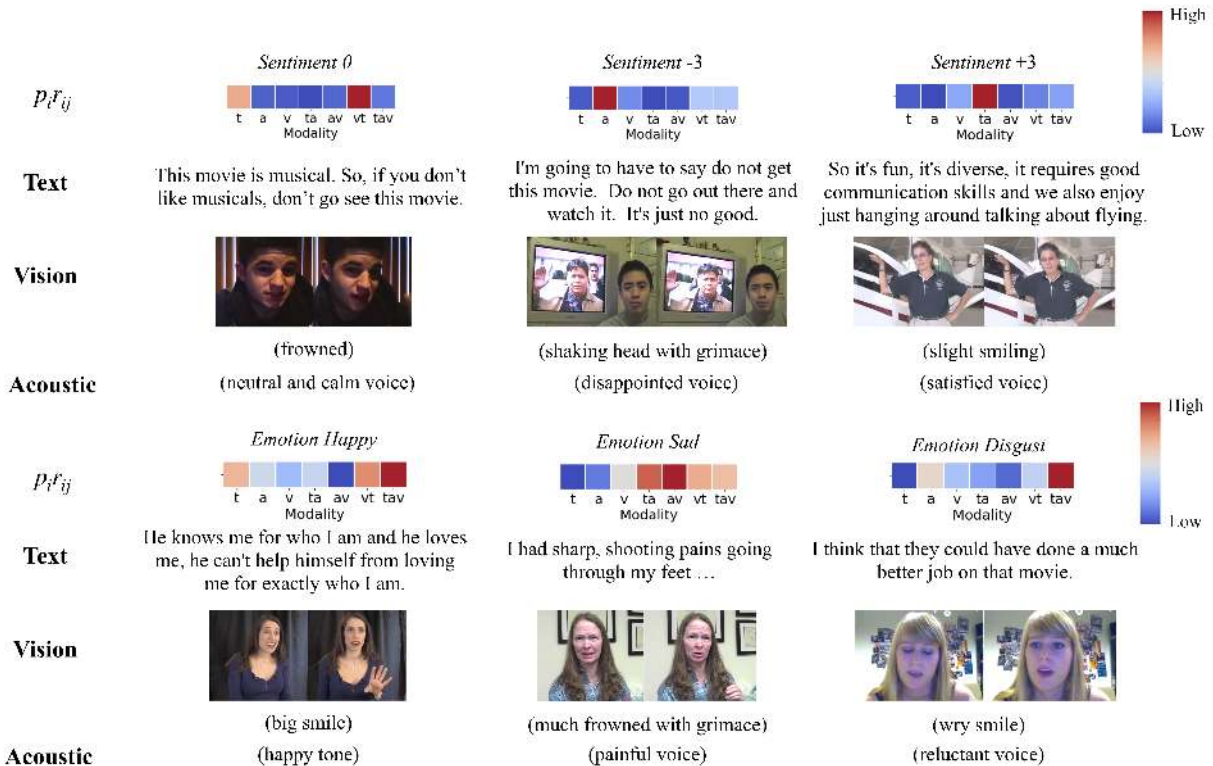 Sentiment 0
Sentiment -3
Sentiment +3
High
p_i r_ij
t a v ta av vt tav
t a v ta av vt tav
t a v ta av vt tav
Modality
Modality
Modality
Low
Text
This movie is musical. So, if you don't
like musicals, don't go see this movie.
I'm going to have to say do not get
this movie. Do not go out there and
watch it. It's just no good.
So it's fun, it's diverse, it requires good
communication skills and we also enjoy
just hanging around talking about flying.
Vision
(frowned)
(shaking head with grimace)
(slight smiling)
Acoustic
(neutral and calm voice)
(disappointed voice)
(satisfied voice)
High
Emotion Happy
Emotion Sad
Emotion Disgust
p_i r_ij
t a v ta av vt tav
t a v ta av vt tav
t a v ta av vt tav
Modality
Modality
Modality
Low
Text
He knows me for who I am and he loves
me, he can't help himself from loving
me for exactly who I am.
I had sharp, shooting pains going
through my feet …
I think that they could have done a much
better job on that movie.
Vision
(big smile)
(much frowned with grimace)
(wry smile)
Acoustic
(happy tone)
(painful voice)
(reluctant voice)